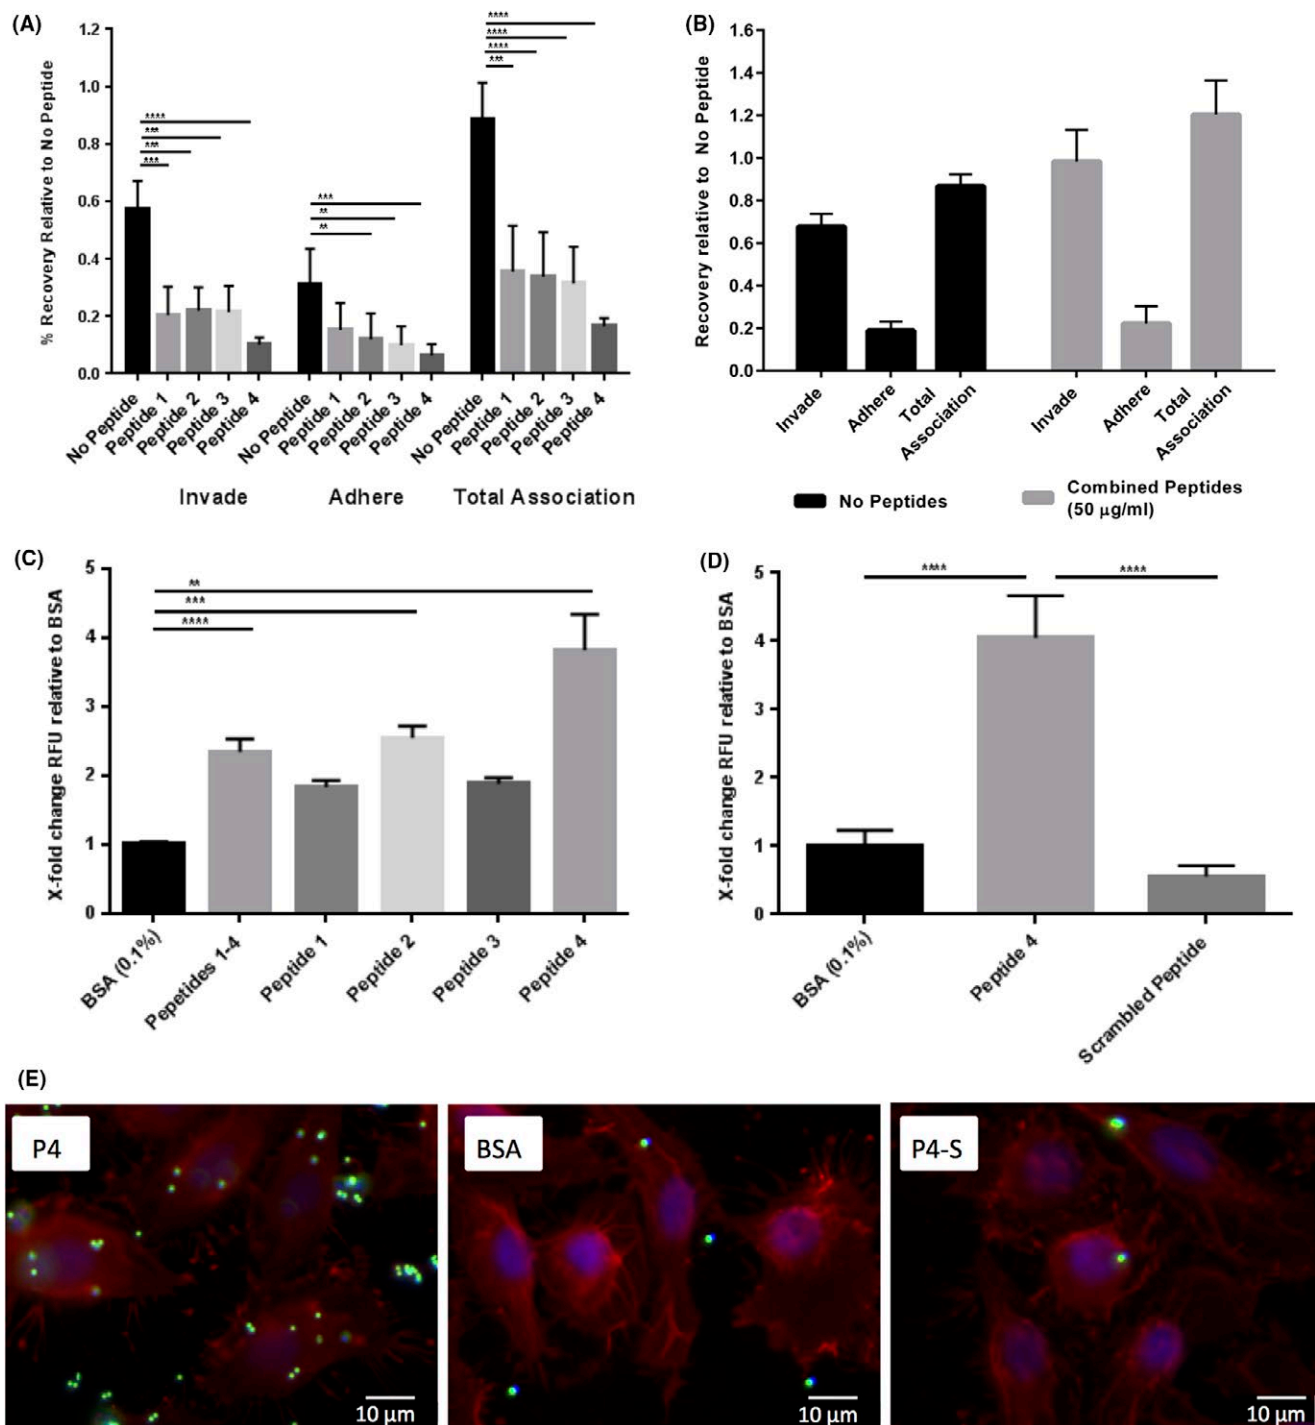 (A)
% Recovery Relative to No Peptide
1.2
1.0
0.8
0.6
0.4
0.2
0.0
****
***
***
***
***
**
**
****
****
****
***
No Peptide
Peptide 1
Peptide 2
Peptide 3
Peptide 4
No Peptide
Peptide 1
Peptide 2
Peptide 3
Peptide 4
No Peptide
Peptide 1
Peptide 2
Peptide 3
Peptide 4
Invade
Adhere
Total Association
(B)
Recovery relative to No Peptide
1.6
1.4
1.2
1.0
0.8
0.6
0.4
0.2
0.0
Invade
Adhere
Total
Association
Invade
Adhere
Total
Association
No Peptides
Combined Peptides
(50 μg/ml)
(C)
X-fold change RFU relative to BSA
5
4
3
2
1
0
**
***
****
BSA (0.1%)
Pepetides 1-4
Peptide 1
Peptide 2
Peptide 3
Peptide 4
(D)
X-fold change RFU relative to BSA
5
4
3
2
1
0
****
****
BSA (0.1%)
Peptide 4
Scrambled Peptide
(E)
P4
10 μm
BSA
10 μm
P4-S
10 μm